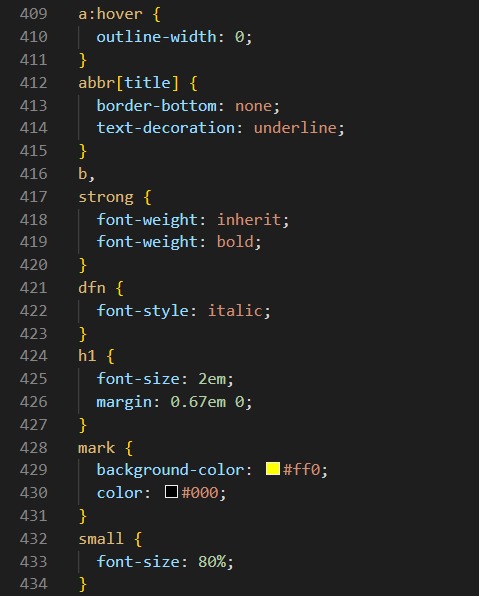 409 a:hover {
410   outline-width: 0;
411 }
412 abbr[title] {
413   border-bottom: none;
414   text-decoration: underline;
415 }
416 b,
417 strong {
418   font-weight: inherit;
419   font-weight: bold;
420 }
421 dfn {
422   font-style: italic;
423 }
424 h1 {
425   font-size: 2em;
426   margin: 0.67em 0;
427 }
428 mark {
429   background-color: #ff0;
430   color: #000;
431 }
432 small {
433   font-size: 80%;
434 }